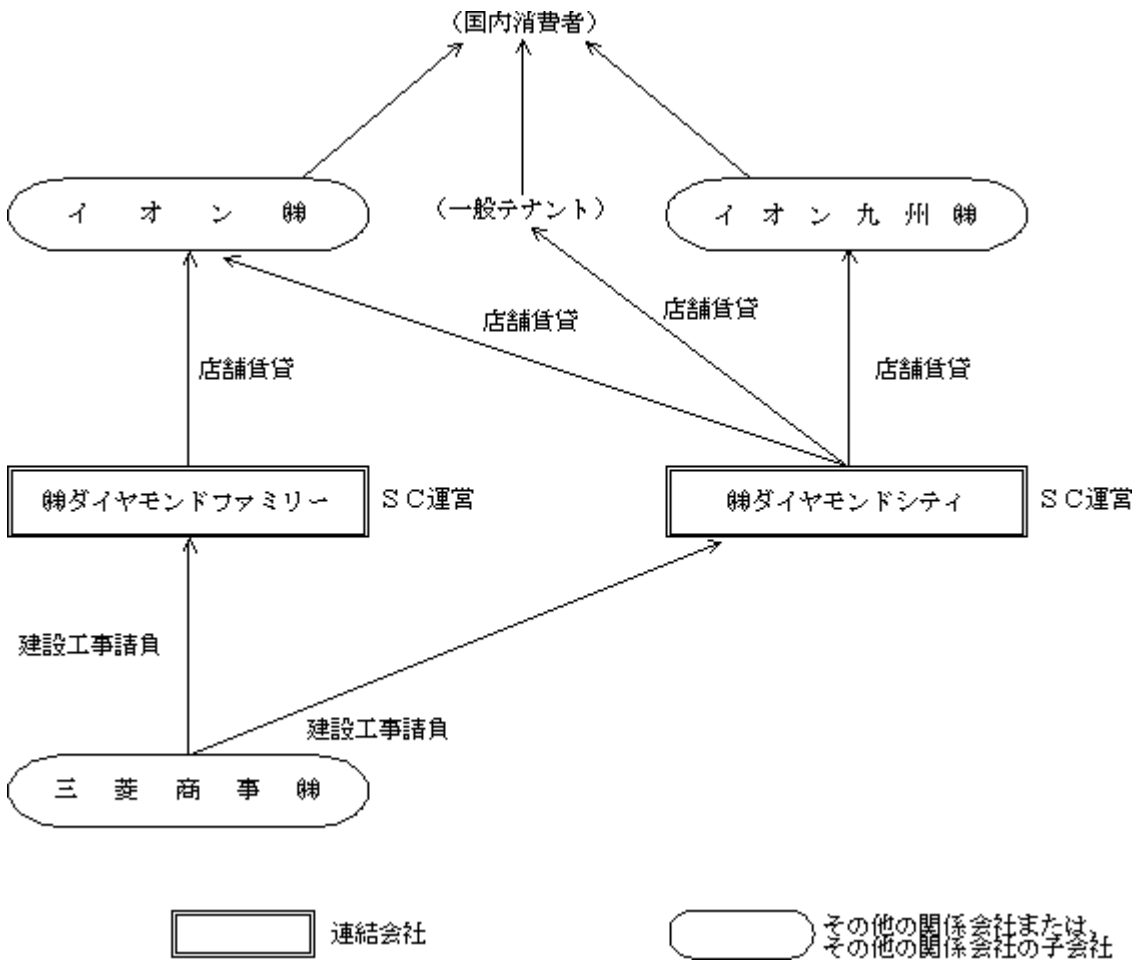 （国内消費者）
イオン㈱
（一般テナント）
イオン九州㈱
店舗賃貸
店舗賃貸
店舗賃貸
店舗賃貸
㈱ダイヤモンドファミリー
ＳＣ運営
㈱ダイヤモンドシティ
ＳＣ運営
建設工事請負
建設工事請負
三菱商事㈱
連結会社
その他の関係会社または、
その他の関係会社の子会社